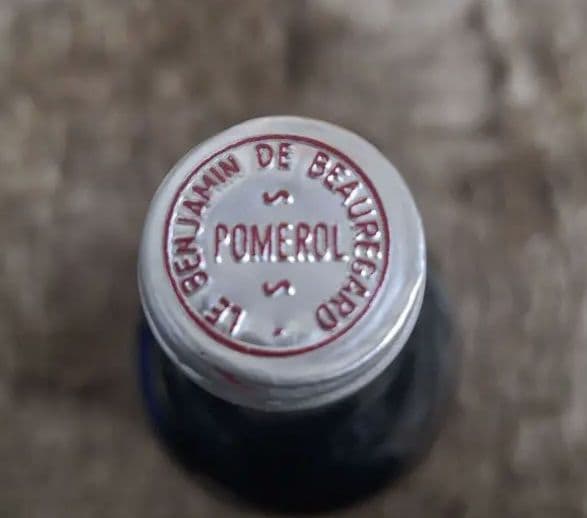 LE BENJAMIN DE BEAUREGARD
POMEROL